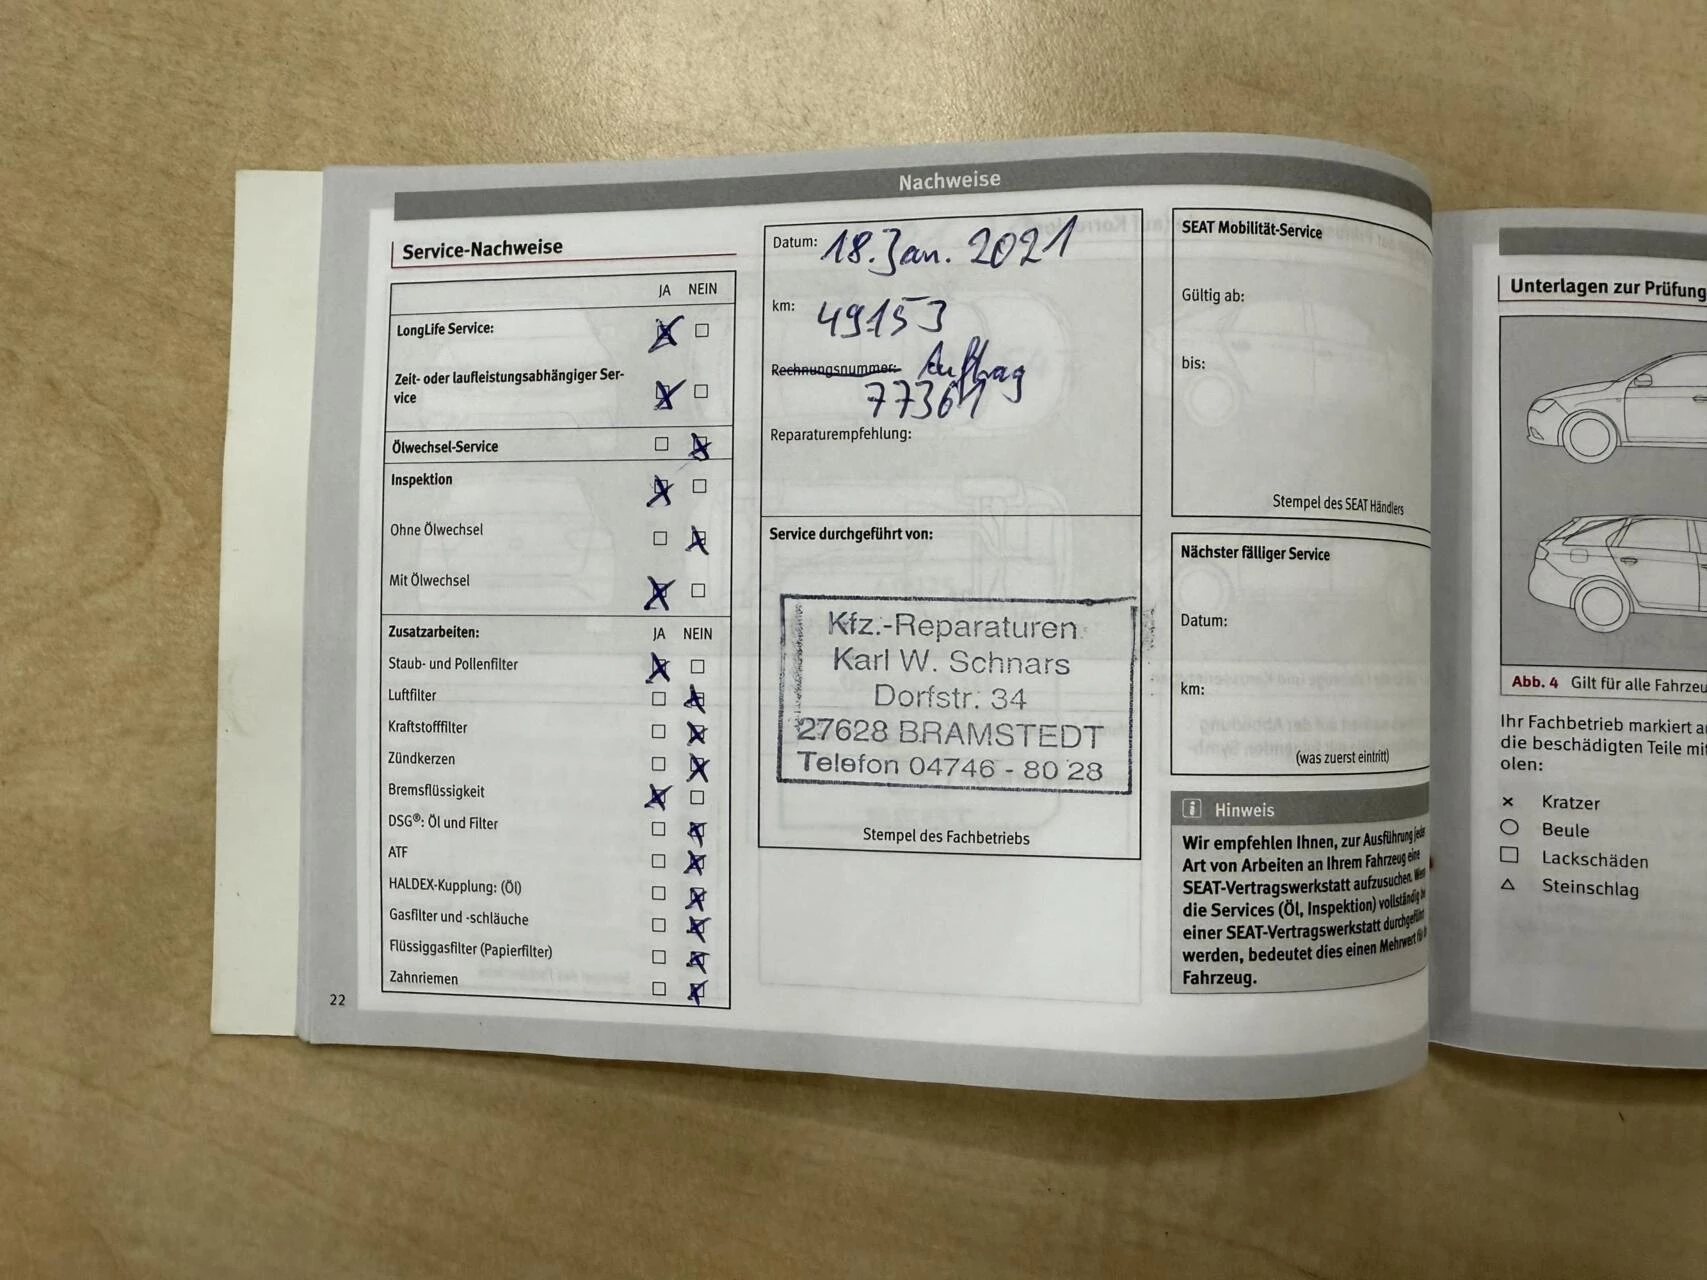 Nachweise
Service-Nachweise
JA NEIN
LongLife Service:
Zeit- oder laufleistungsabhängiger Ser-
vice
Ölwechsel-Service
Inspektion
Ohne Ölwechsel
Mit Ölwechsel
Zusatzarbeiten: JA NEIN
Staub- und Pollenfilter
Luftfilter
Kraftstofffilter
Zündkerzen
Bremsflüssigkeit
DSG®: Öl und Filter
ATF
HALDEX-Kupplung: (Öl)
Gasfilter und -schläuche
Flüssiggasfilter (Papierfilter)
Zahnriemen
22
Datum: 18. Jan. 2021
km: 49153
Rechnungsnummer: Auftrag
77361
Reparaturempfehlung:
Service durchgeführt von:
Kfz.-Reparaturen
Karl W. Schnars
Dorfstr. 34
27628 BRAMSTEDT
Telefon 04746 - 80 28
Stempel des Fachbetriebs
SEAT Mobilität-Service
Gültig ab:
bis:
Stempel des SEAT Händlers
Nächster fälliger Service
Datum:
km:
(was zuerst eintritt)
i Hinweis
Wir empfehlen Ihnen, zur Ausführung jeder
Art von Arbeiten an Ihrem Fahrzeug eine
SEAT-Vertragswerkstatt aufzusuchen. Wenn
die Services (Öl, Inspektion) vollständig
einer SEAT-Vertragswerkstatt durchgeführt
werden, bedeutet dies einen Mehrwert für
Fahrzeug.
Unterlagen zur Prüfung
Abb. 4 Gilt für alle
Ihr Fachbetrieb markiert
die beschädigten Teile mit
olen:
Kratzer
Beule
Lackschäden
Steinschlag